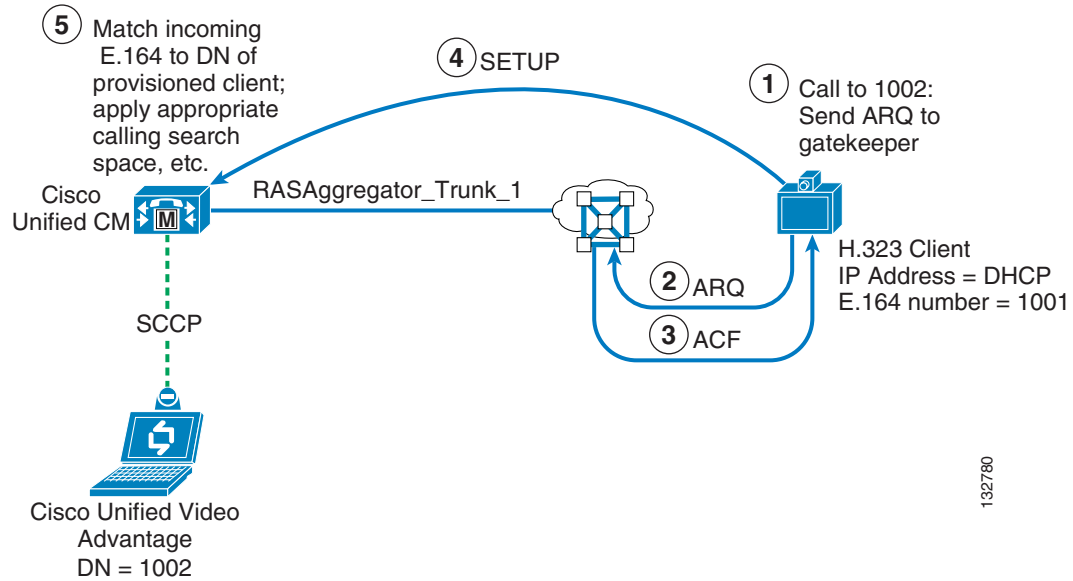 5 Match incoming
E.164 to DN of
provisioned client;
apply appropriate
calling search
space, etc.
4 SETUP
1 Call to 1002:
Send ARQ to
gatekeeper
Cisco
Unified CM
M
RASAggregator_Trunk_1
H.323 Client
IP Address = DHCP
E.164 number = 1001
2 ARQ
3 ACF
SCCP
Cisco Unified Video
Advantage
DN = 1002
132780